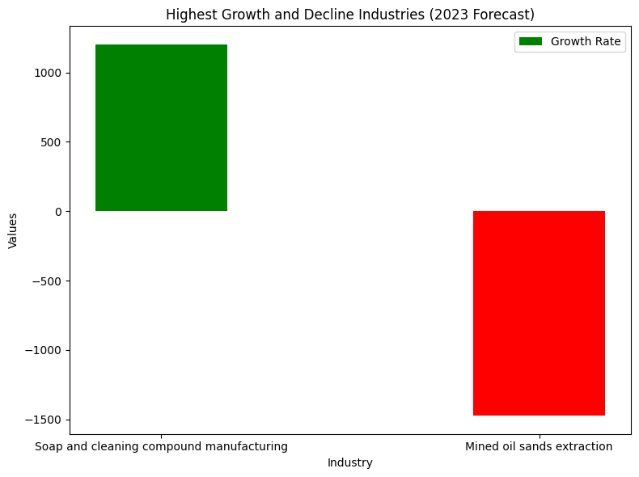 Highest Growth and Decline Industries (2023 Forecast)
Growth Rate
1000
500
0
−500
−1000
−1500
Values
Soap and cleaning compound manufacturing
Mined oil sands extraction
Industry